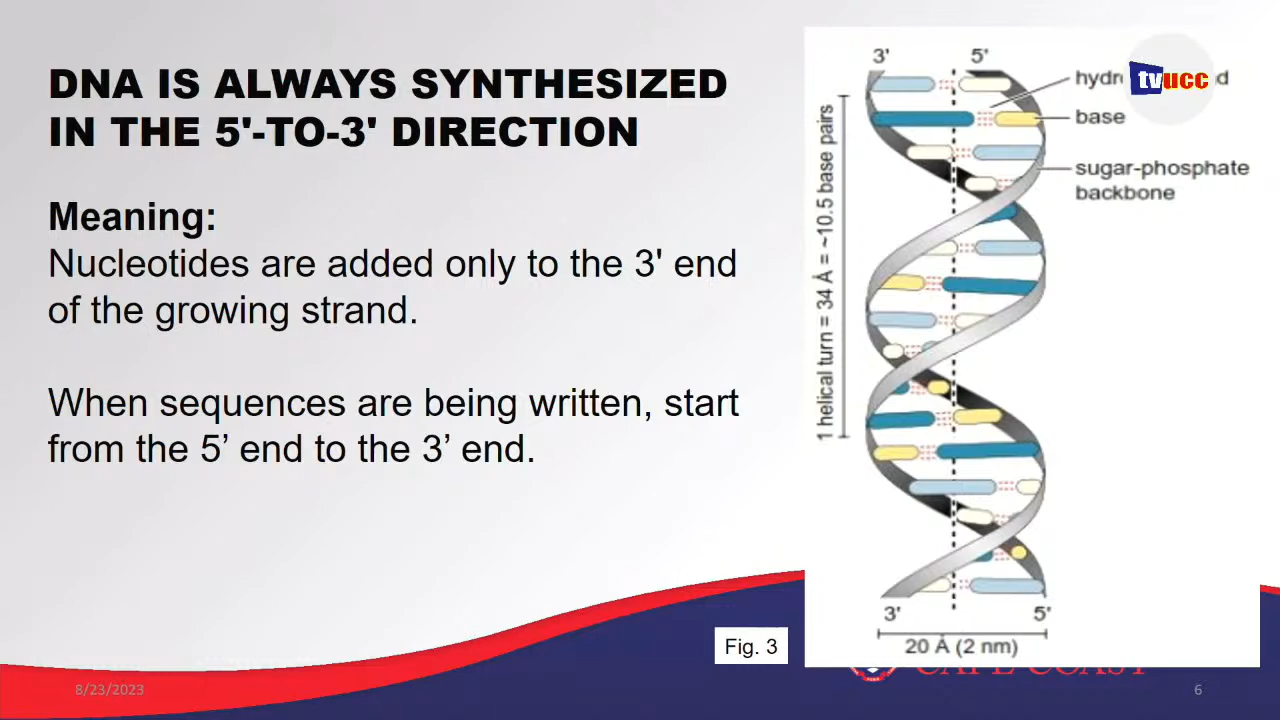 DNA IS ALWAYS SYNTHESIZED
IN THE 5'-TO-3' DIRECTION
Meaning:
Nucleotides are added only to the 3' end
of the growing strand.
When sequences are being written, start
from the 5’ end to the 3’ end.
3' 5'
tvucc
base
sugar-phosphate
backbone
1 helical turn = 34 Å = ~10.5 base pairs
3' 5'
20 Å (2 nm)
Fig. 3
CAPE COAST
8/23/2023
6